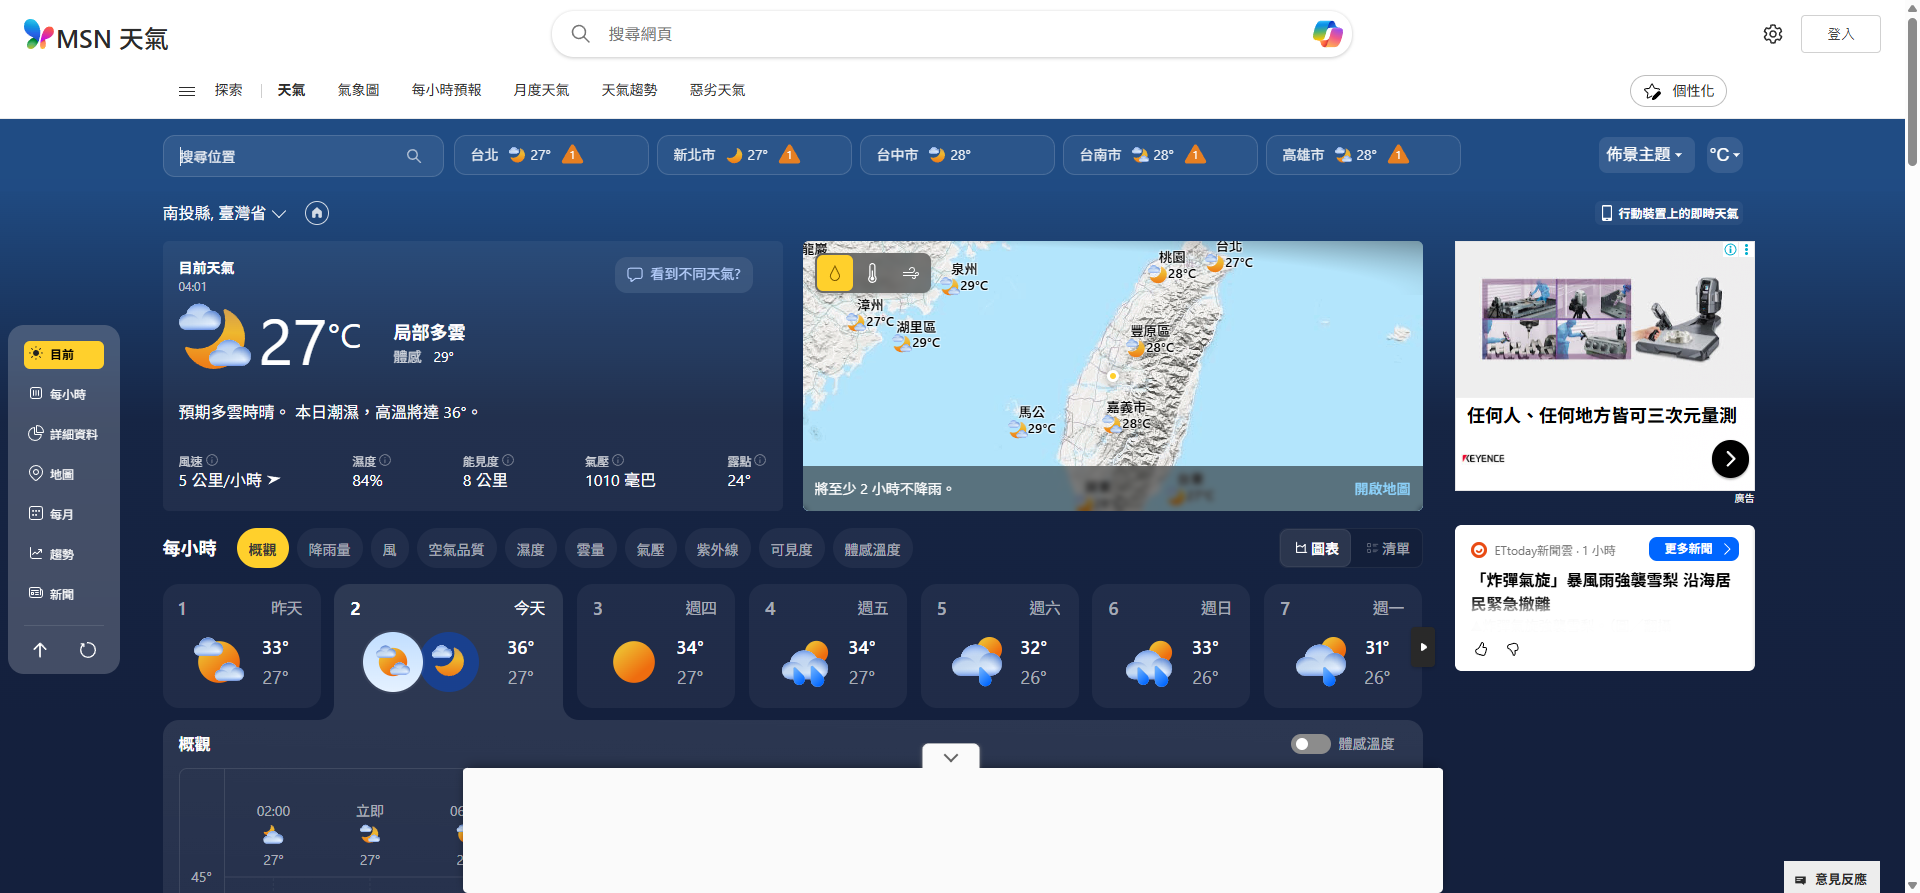 MSN 天氣
搜尋網頁
登入
探索
天氣
氣象圖
每小時預報
月度天氣
天氣趨勢
惡劣天氣
個性化
搜尋位置
台北 27° 1
新北市 27° 1
台中市 28°
台南市 28° 1
高雄市 28° 1
佈景主題
°C
南投縣, 臺灣省
行動裝置上的即時天氣
目前天氣
04:01
看到不同天氣?
27°C
局部多雲
體感 29°
預期多雲時晴。 本日潮濕，高溫將達 36°。
風速
5 公里/小時
濕度
84%
能見度
8 公里
氣壓
1010 毫巴
露點
24°
龍巖
泉州
29°C
漳州
27°C
湖里區
29°C
桃園
28°C
台北
27°C
豐原區
28°C
馬公
29°C
嘉義市
28°C
將至少 2 小時不降雨。
開啟地圖
任何人、任何地方皆可三次元量測
KEYENCE
廣告
目前
每小時
詳細資料
地圖
每月
趨勢
新聞
每小時
概觀
降雨量
風
空氣品質
濕度
雲量
氣壓
紫外線
可見度
體感溫度
圖表
清單
1 昨天
33°
27°
2 今天
36°
27°
3 週四
34°
27°
4 週五
34°
27°
5 週六
32°
26°
6 週日
33°
26°
7 週一
31°
26°
ETtoday新聞雲 · 1 小時
更多新聞
「炸彈氣旋」暴風雨強襲雪梨 沿海居
民緊急撤離
概觀
體感溫度
02:00
27°
立即
27°
45°
意見反應